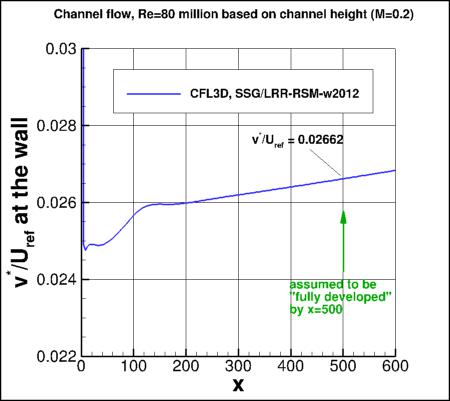 Channel flow, Re=80 million based on channel height (M=0.2)
0.03
CFL3D, SSG/LRR-RSM-w2012
0.028
v*/Uref = 0.02662
v*/Uref at the wall
0.026
0.024
assumed to be
"fully developed"
by x=500
0.022
0 100 200 300 400 500 600
x